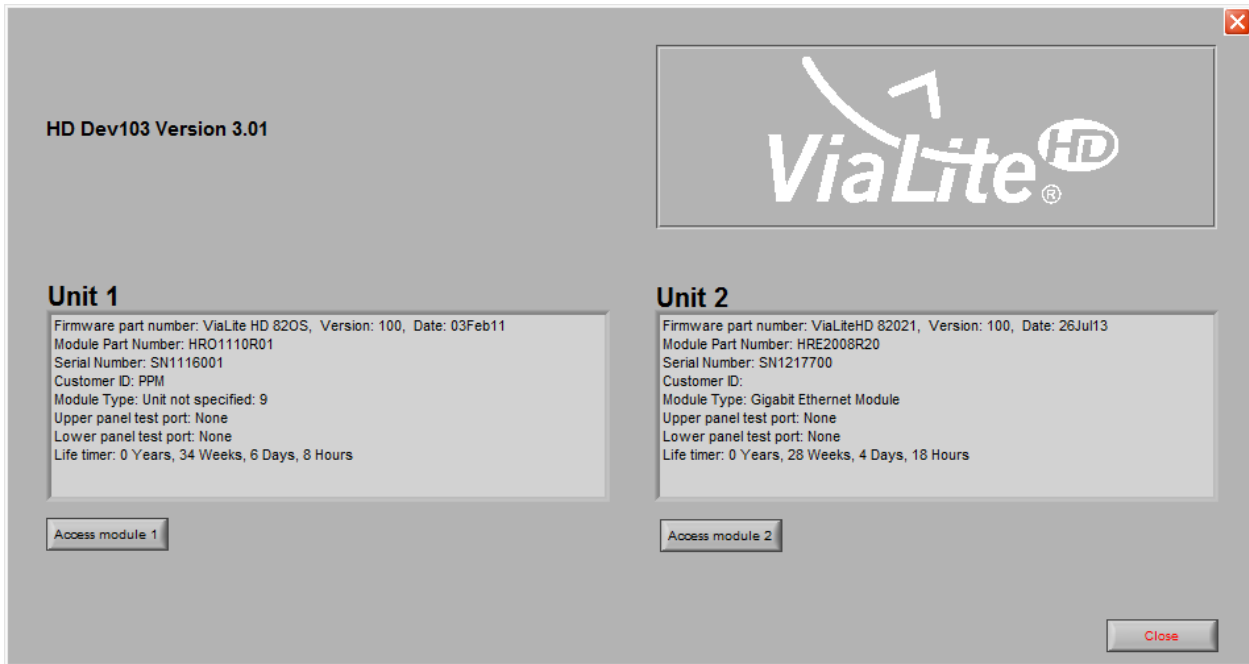 HD Dev103 Version 3.01
ViaLite HD ®
Unit 1
Firmware part number: ViaLite HD 82OS, Version: 100, Date: 03Feb11
Module Part Number: HRO1110R01
Serial Number: SN1116001
Customer ID: PPM
Module Type: Unit not specified: 9
Upper panel test port: None
Lower panel test port: None
Life timer: 0 Years, 34 Weeks, 6 Days, 8 Hours
Access module 1
Unit 2
Firmware part number: ViaLiteHD 82021, Version: 100, Date: 26Jul13
Module Part Number: HRE2008R20
Serial Number: SN1217700
Customer ID:
Module Type: Gigabit Ethernet Module
Upper panel test port: None
Lower panel test port: None
Life timer: 0 Years, 28 Weeks, 4 Days, 18 Hours
Access module 2
Close